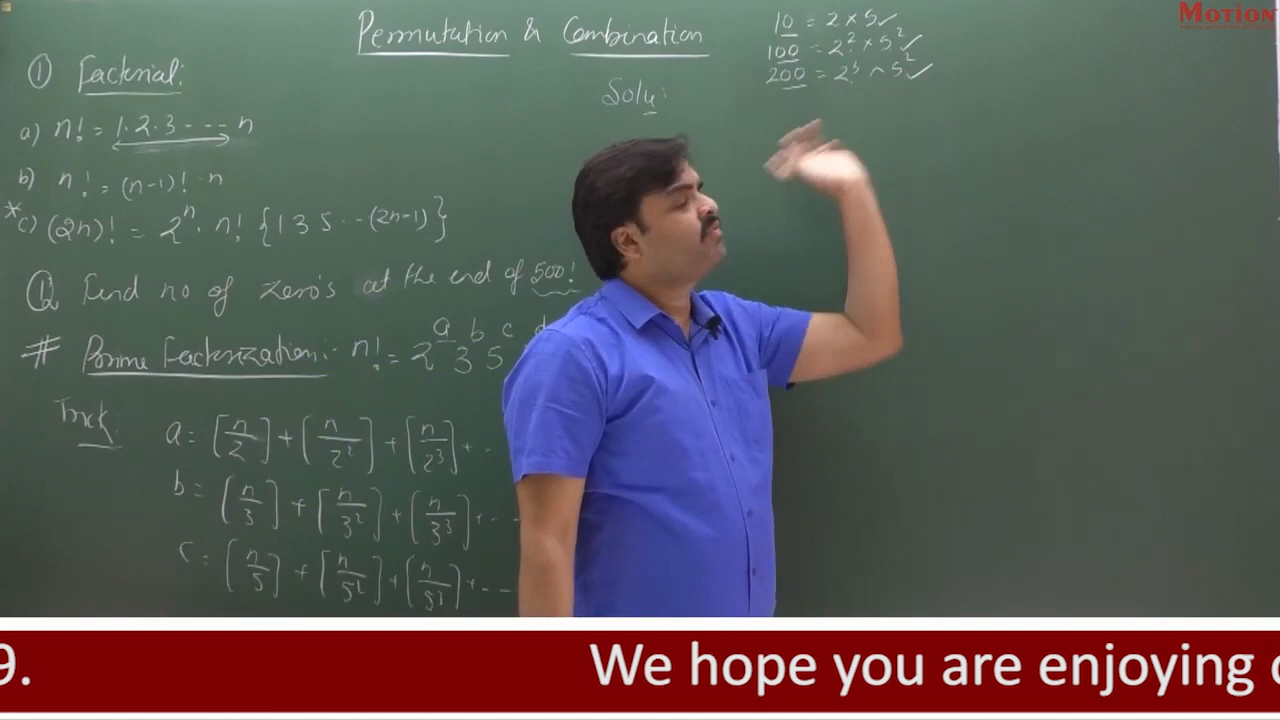 MOTION
Permutation & Combination
10 = 2 × 5 ✓
100 = 2² × 5² ✓
200 = 2³ × 5² ✓
① Factorial:
Soluⁿ:
a) n! = 1·2·3 ---- n
b) n! = (n-1)! · n
*c) (2n)! = 2ⁿ · n! {1 3 5 ... (2n-1)}
Q Find no of zero's at the end of 500!
# Prime Factorization:- n! = 2ᵃ 3ᵇ 5ᶜ
Trick: a = [n/2] + [n/2²] + [n/2³] + ..
b = [n/3] + [n/3²] + [n/3³] + ...
c = [n/5] + [n/5²] + [n/5³] + ....
9. We hope you are enjoying